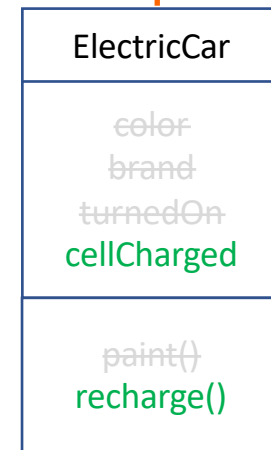 ElectricCar
color
brand
turnedOn
cellCharged
paint()
recharge()